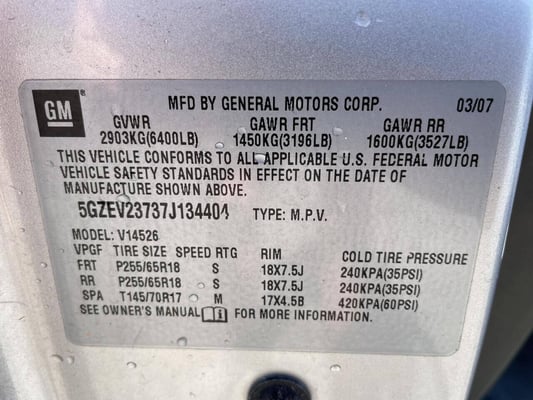 GM ® MFD BY GENERAL MOTORS CORP. 03/07
GVWR GAWR FRT GAWR RR
2903KG(6400LB) 1450KG(3196LB) 1600KG(3527LB)
THIS VEHICLE CONFORMS TO ALL APPLICABLE U.S. FEDERAL MOTOR
VEHICLE SAFETY STANDARDS IN EFFECT ON THE DATE OF
MANUFACTURE SHOWN ABOVE.
5GZEV23737J134404 TYPE: M.P.V.
MODEL: V14526
VPGF TIRE SIZE SPEED RTG RIM COLD TIRE PRESSURE
FRT P255/65R18 S 18X7.5J 240KPA(35PSI)
RR P255/65R18 S 18X7.5J 240KPA(35PSI)
SPA T145/70R17 M 17X4.5B 420KPA(60PSI)
SEE OWNER'S MANUAL i FOR MORE INFORMATION.